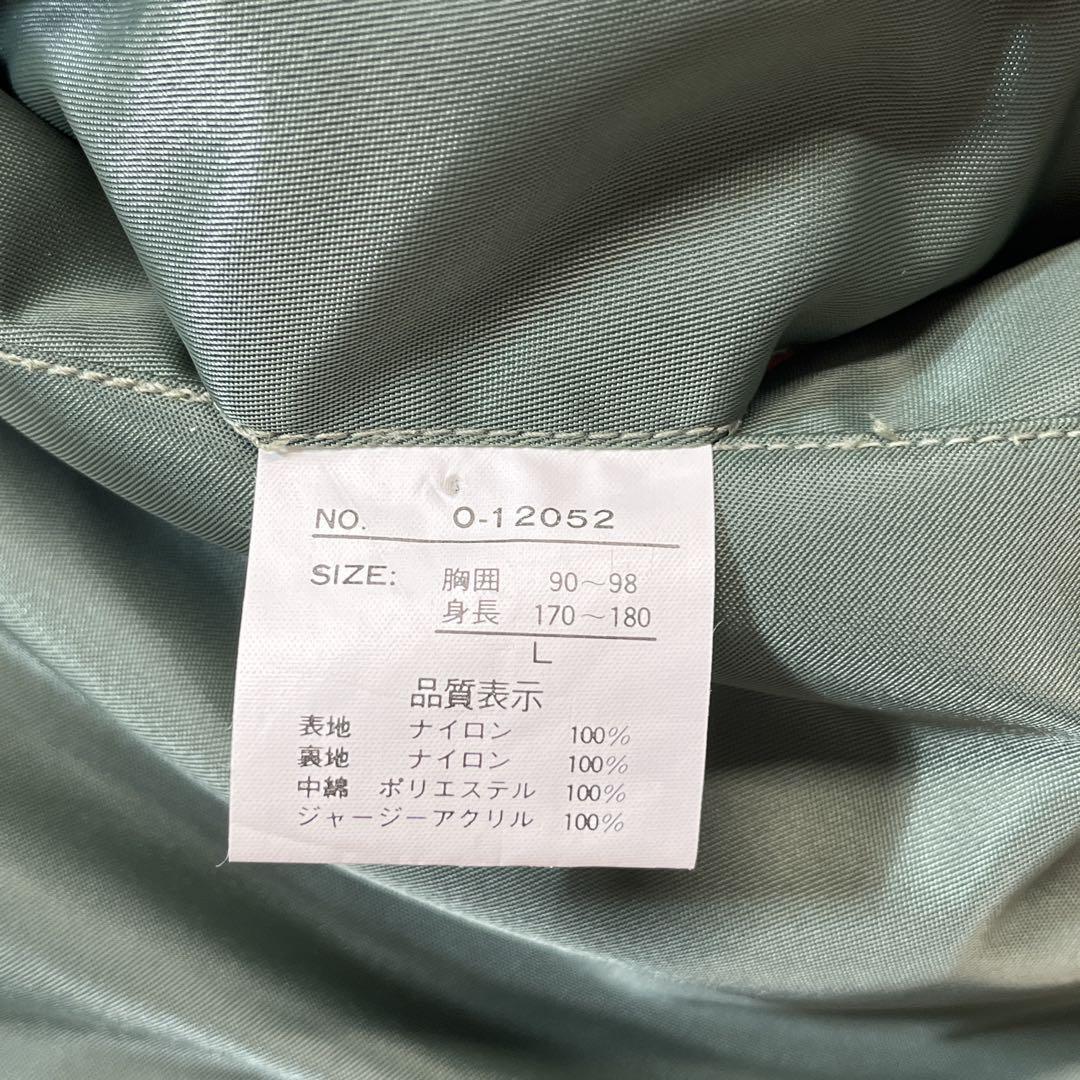 NO. O-12052
SIZE: 胸囲 90～98
身長 170～180
L
品質表示
表地 ナイロン 100%
裏地 ナイロン 100%
中綿 ポリエステル 100%
ジャージーアクリル 100%